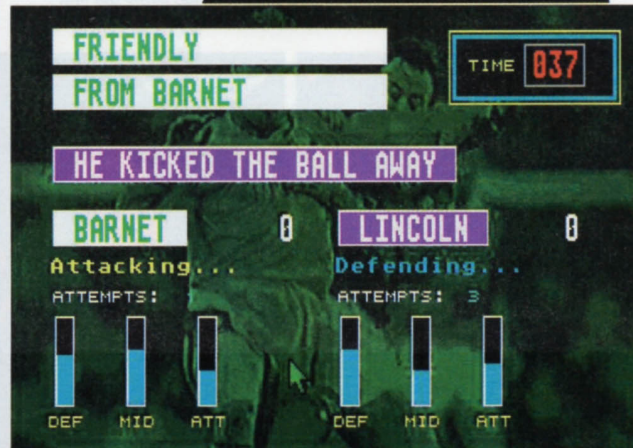 FRIENDLY
TIME 037
FROM BARNET
HE KICKED THE BALL AWAY
BARNET 0 LINCOLN 0
Attacking... Defending...
ATTEMPTS: ATTEMPTS: 3
DEF MID ATT DEF MID ATT